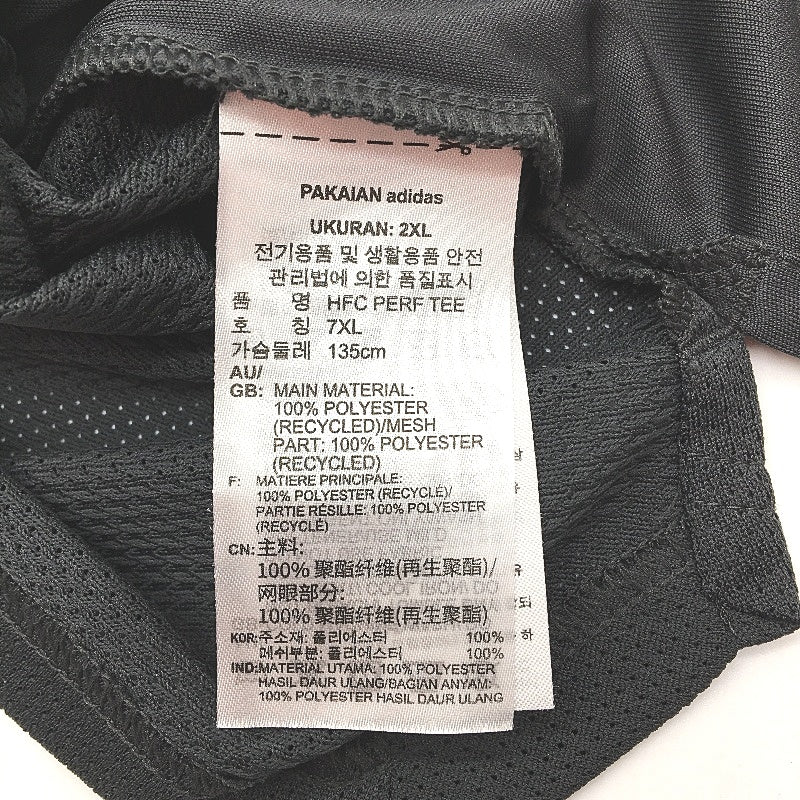 PAKAIAN adidas
UKURAN: 2XL
전기용품 및 생활용품 안전
관리법에 의한 품질표시
품 명 HFC PERF TEE
호 칭 7XL
가슴둘레 135cm
AU/
GB: MAIN MATERIAL:
100% POLYESTER
(RECYCLED)/MESH
PART: 100% POLYESTER
(RECYCLED)
F: MATIERE PRINCIPALE:
100% POLYESTER (RECYCLÉ)/
PARTIE RÉSILLE: 100% POLYESTER
(RECYCLÉ)
CN: 主料:
100% 聚酯纤维(再生聚酯)/
网眼部分:
100% 聚酯纤维(再生聚酯)
KOR: 주소재: 폴리에스터 100%
메쉬부분: 폴리에스터 100%
IND: MATERIAL UTAMA: 100% POLYESTER
HASIL DAUR ULANG/BAGIAN ANYAM:
100% POLYESTER HASIL DAUR ULANG